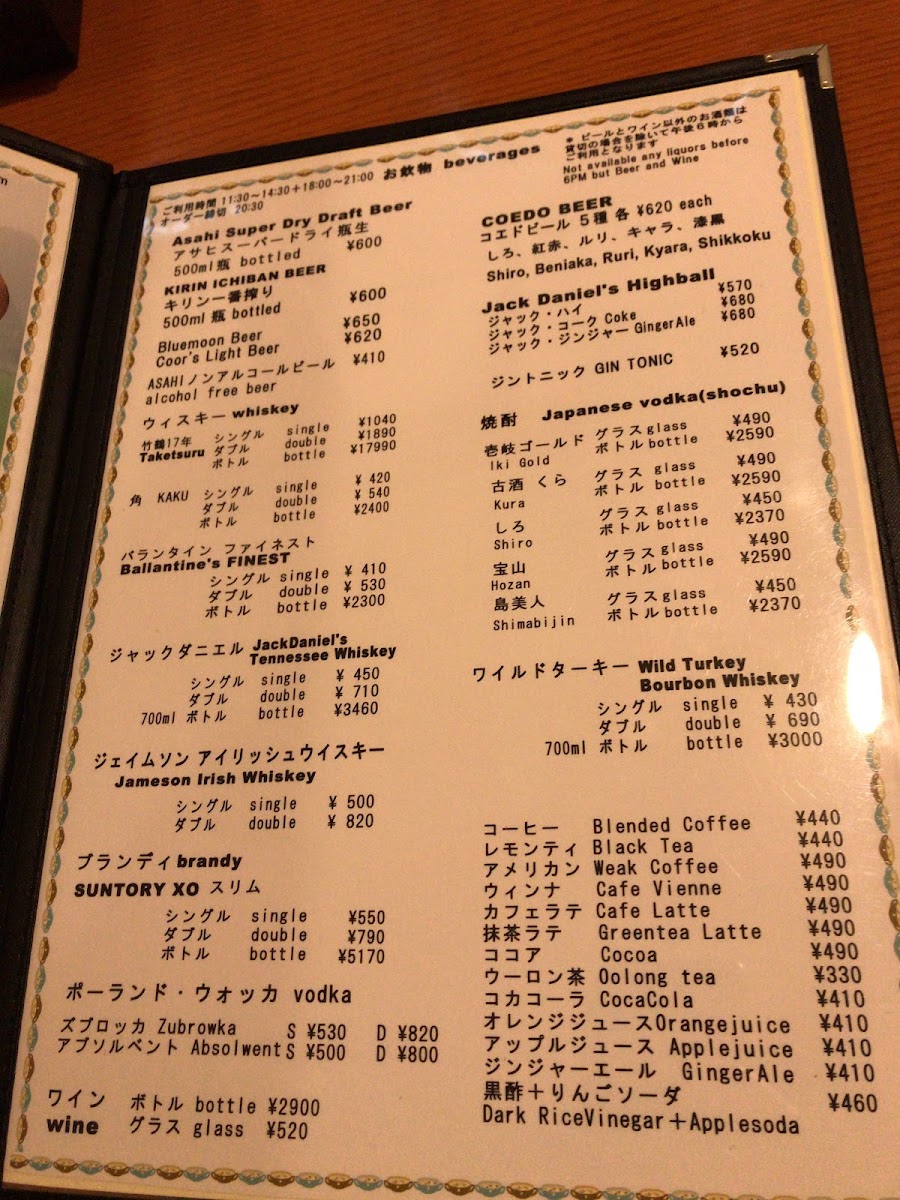 ご利用時間 11:30~14:30+18:00~21:00 お飲物 beverages
オーダー締切 20:30
* ビールとワイン以外のお酒類は
貸切の場合を除いて午後6時から
ご利用となります
Not available any liquors before
6PM but Beer and Wine
Asahi Super Dry Draft Beer
アサヒスーパードライ瓶生
500ml瓶 bottled ¥600
KIRIN ICHIBAN BEER
キリン一番搾り
500ml 瓶 bottled ¥600
Bluemoon Beer ¥650
Coor's Light Beer ¥620
ASAHIノンアルコールビール ¥410
alcohol free beer
ウィスキー whiskey
竹鶴17年 シングル single ¥1040
Taketsuru ダブル double ¥1890
ボトル bottle ¥17990
角 KAKU シングル single ¥ 420
ダブル double ¥ 540
ボトル bottle ¥2400
バランタイン ファイネスト
Ballantine's FINEST
シングル single ¥ 410
ダブル double ¥ 530
ボトル bottle ¥2300
ジャックダニエル JackDaniel's
Tennessee Whiskey
シングル single ¥ 450
ダブル double ¥ 710
700ml ボトル bottle ¥3460
ジェイムソン アイリッシュウイスキー
Jameson Irish Whiskey
シングル single ¥ 500
ダブル double ¥ 820
ブランディ brandy
SUNTORY XO スリム
シングル single ¥550
ダブル double ¥790
ボトル bottle ¥5170
ポーランド・ウォッカ vodka
ズブロッカ Zubrowka S ¥530 D ¥820
アブソルベント Absolwent S ¥500 D ¥800
ワイン ボトル bottle ¥2900
wine グラス glass ¥520
COEDO BEER
コエドビール 5種 各 ¥620 each
しろ、紅赤、ルリ、キャラ、漆黒
Shiro, Beniaka, Ruri, Kyara, Shikkoku
Jack Daniel's Highball
ジャック・ハイ ¥570
ジャック・コーク Coke ¥680
ジャック・ジンジャー GingerAle ¥680
ジントニック GIN TONIC ¥520
焼酎 Japanese vodka(shochu)
壱岐ゴールド グラス glass ¥490
Iki Gold ボトル bottle ¥2590
古酒 くら グラス glass ¥490
Kura ボトル bottle ¥2590
しろ グラス glass ¥450
Shiro ボトル bottle ¥2370
宝山 グラス glass ¥490
Hozan ボトル bottle ¥2590
島美人 グラス glass ¥450
Shimabijin ボトル bottle ¥2370
ワイルドターキー Wild Turkey
Bourbon Whiskey
シングル single ¥ 430
ダブル double ¥ 690
700ml ボトル bottle ¥3000
コーヒー Blended Coffee ¥440
レモンティ Black Tea ¥440
アメリカン Weak Coffee ¥490
ウィンナ Cafe Vienne ¥490
カフェラテ Cafe Latte ¥490
抹茶ラテ Greentea Latte ¥490
ココア Cocoa ¥490
ウーロン茶 Oolong tea ¥330
コカコーラ CocaCola ¥410
オレンジジュース Orangejuice ¥410
アップルジュース Applejuice ¥410
ジンジャーエール GingerAle ¥410
黒酢+りんごソーダ ¥460
Dark RiceVinegar+Applesoda